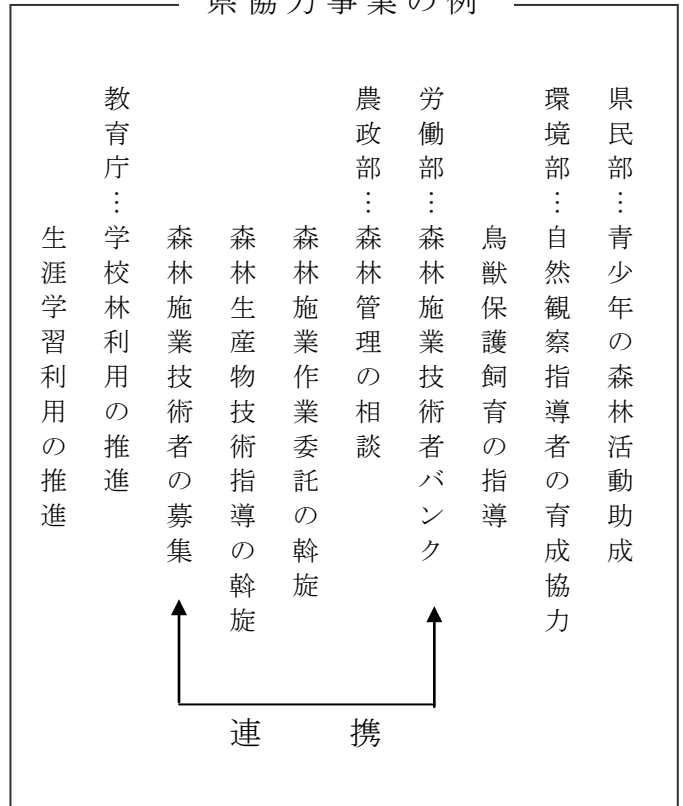 県協力事業の例
県民部…青少年の森林活動助成
環境部…自然観察指導者の育成協力
鳥獣保護飼育の指導
労働部…森林施業技術者バンク
農政部…森林管理の相談
森林施業作業委託の斡旋
森林生産物技術指導の斡旋
森林施業技術者の募集
教育庁…学校林利用の推進
生涯学習利用の推進
連携